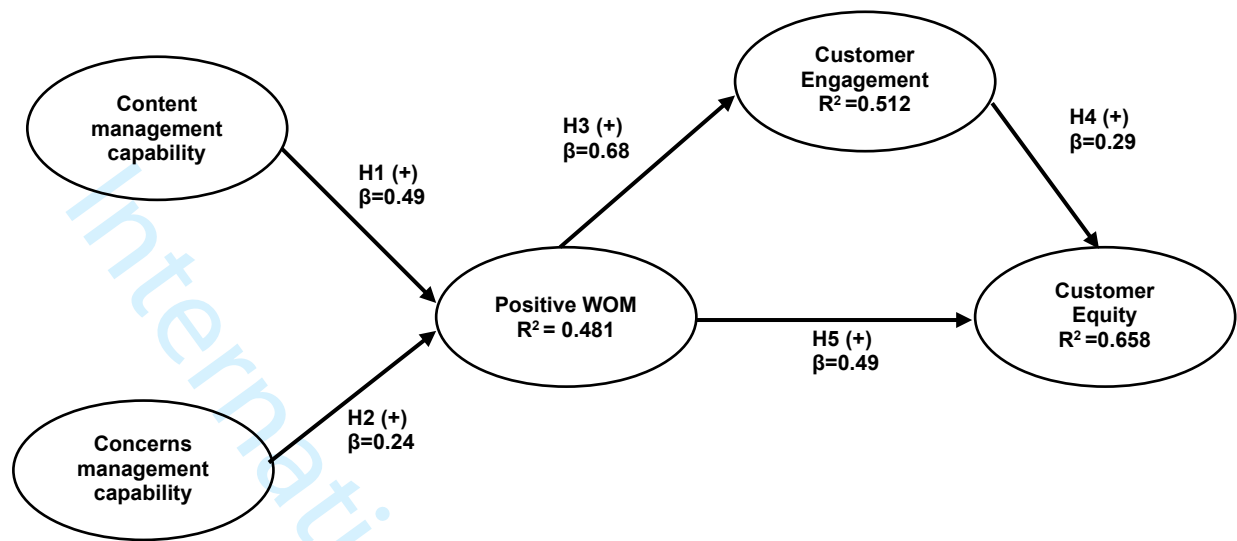 Content
management
capability
H1 (+)
β=0.49
Concerns
management
capability
H2 (+)
β=0.24
Positive WOM
R² = 0.481
H3 (+)
β=0.68
Customer
Engagement
R² =0.512
H4 (+)
β=0.29
H5 (+)
β=0.49
Customer
Equity
R² =0.658
Internati